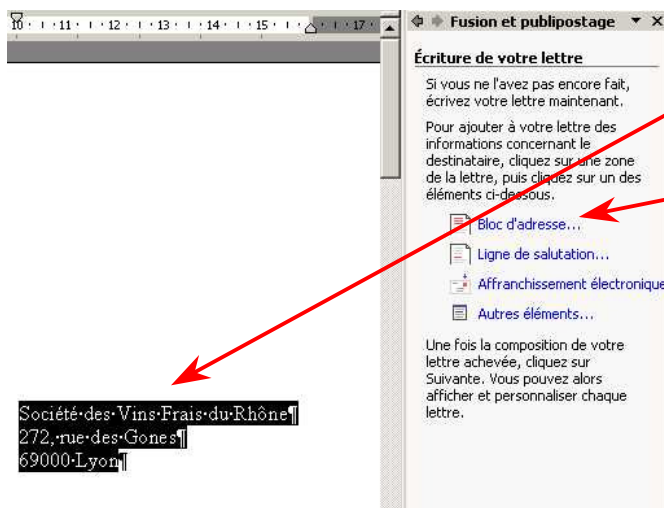 10 · 11 · 12 · 13 · 14 · 15 · 17 ·
Fusion et publipostage
Écriture de votre lettre
Si vous ne l'avez pas encore fait,
écrivez votre lettre maintenant.
Pour ajouter à votre lettre des
informations concernant le
destinataire, cliquez sur une zone
de la lettre, puis cliquez sur un des
éléments ci-dessous.
Bloc d'adresse...
Ligne de salutation...
Affranchissement électronique
Autres éléments...
Une fois la composition de votre
lettre achevée, cliquez sur
Suivante. Vous pouvez alors
afficher et personnaliser chaque
lettre.
Société·des·Vins·Frais·du·Rhône¶
272,·rue·des·Gones¶
69000·Lyon¶